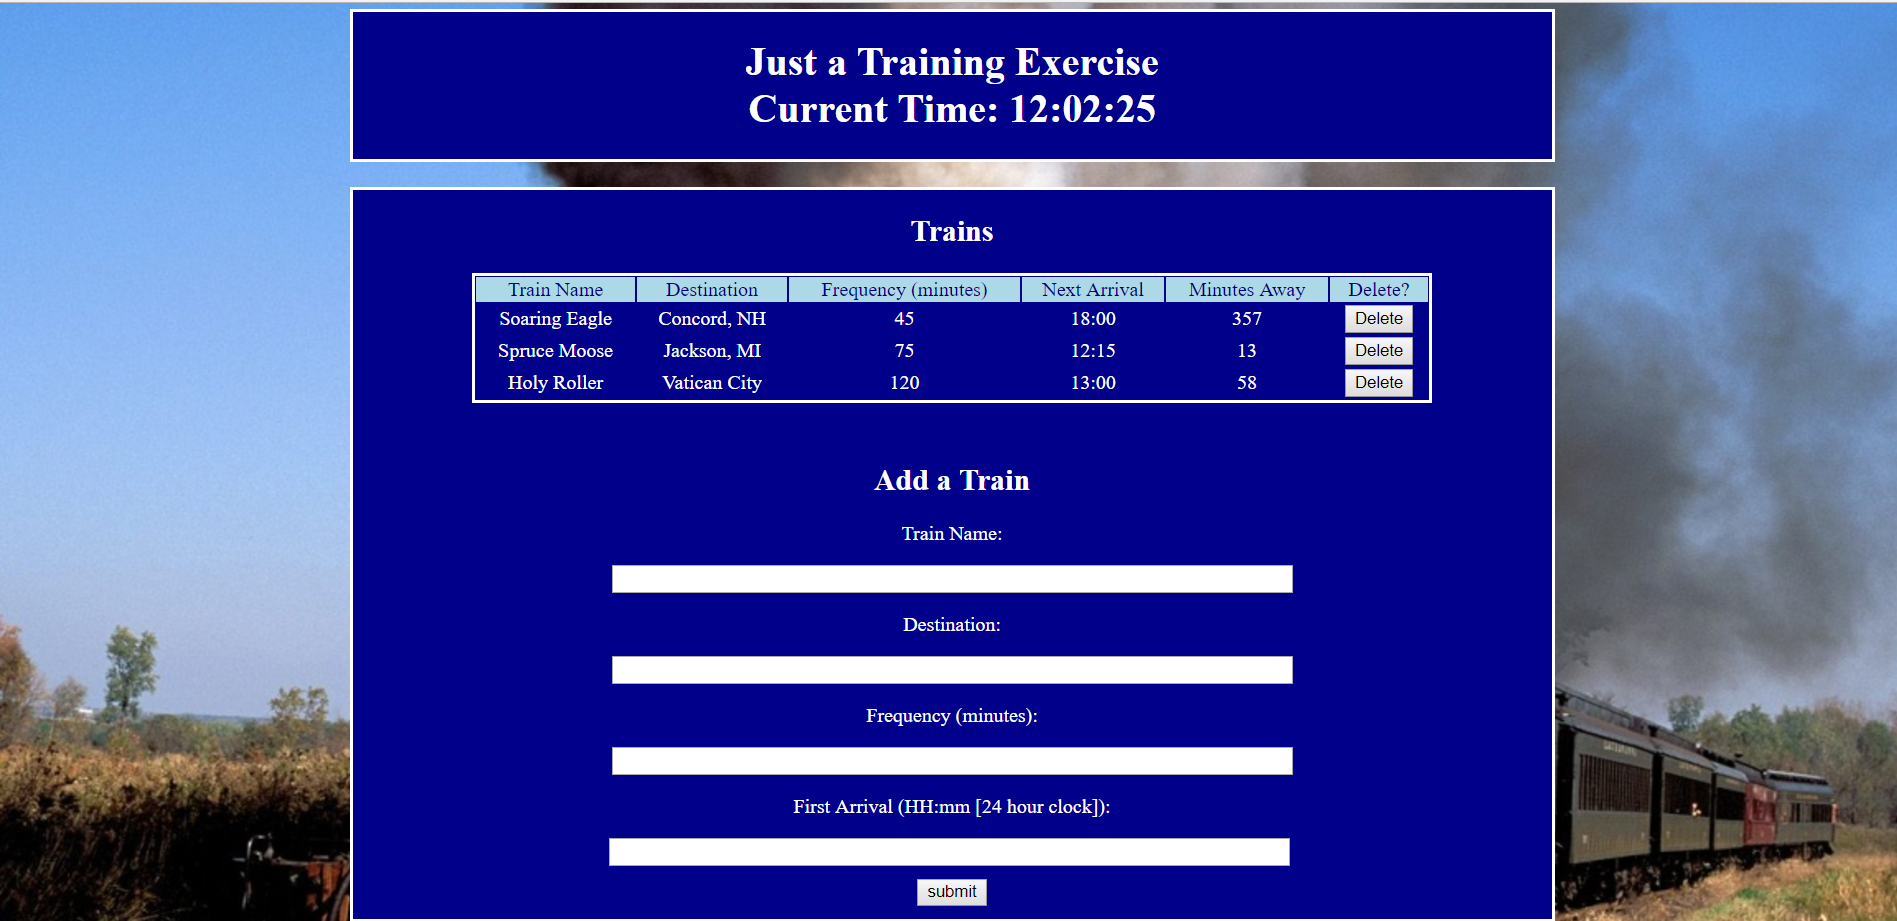 Just a Training Exercise
Current Time: 12:02:25
Trains
Train Name Destination Frequency (minutes) Next Arrival Minutes Away Delete?
Soaring Eagle Concord, NH 45 18:00 357 Delete
Spruce Moose Jackson, MI 75 12:15 13 Delete
Holy Roller Vatican City 120 13:00 58 Delete
Add a Train
Train Name:
Destination:
Frequency (minutes):
First Arrival (HH:mm [24 hour clock]):
submit